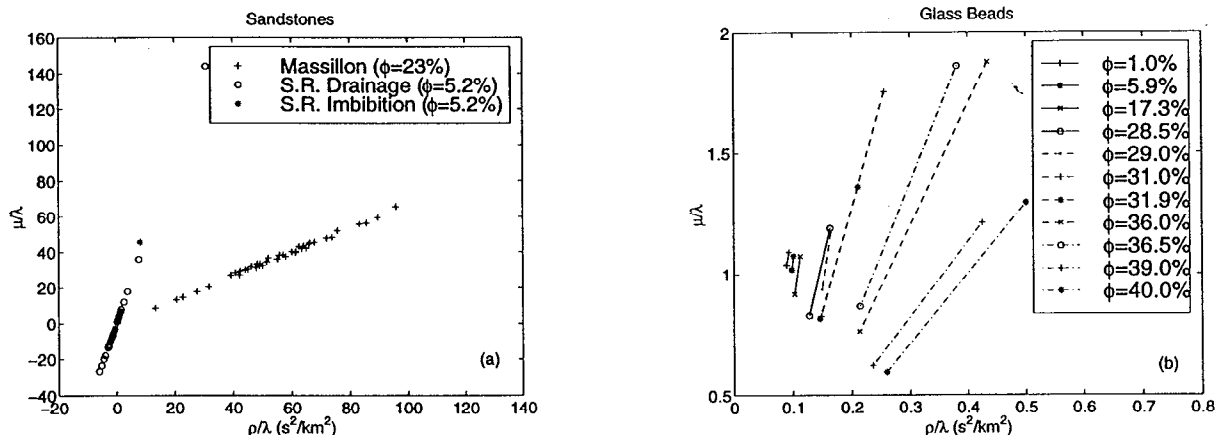 Sandstones
160
140
120
100
80
60
40
20
0
−20
−40
μ/λ
−20 0 20 40 60 80 100 120 140
ρ/λ (s²/km²)
+ Massillon (ϕ=23%)
o S.R. Drainage (ϕ=5.2%)
* S.R. Imbibition (ϕ=5.2%)
(a)
Glass Beads
2
1.5
1
0.5
μ/λ
0 0.1 0.2 0.3 0.4 0.5 0.6 0.7 0.8
ρ/λ (s²/km²)
ϕ=1.0%
ϕ=5.9%
ϕ=17.3%
ϕ=28.5%
ϕ=29.0%
ϕ=31.0%
ϕ=31.9%
ϕ=36.0%
ϕ=36.5%
ϕ=39.0%
ϕ=40.0%
(b)